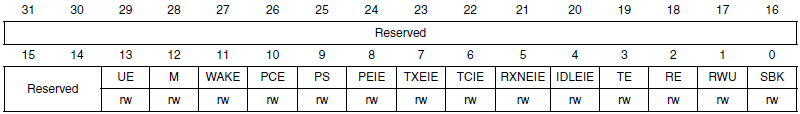 31 30 29 28 27 26 25 24 23 22 21 20 19 18 17 16
Reserved
15 14 13 12 11 10 9 8 7 6 5 4 3 2 1 0
Reserved UE M WAKE PCE PS PEIE TXEIE TCIE RXNEIE IDLEIE TE RE RWU SBK
rw rw rw rw rw rw rw rw rw rw rw rw rw rw